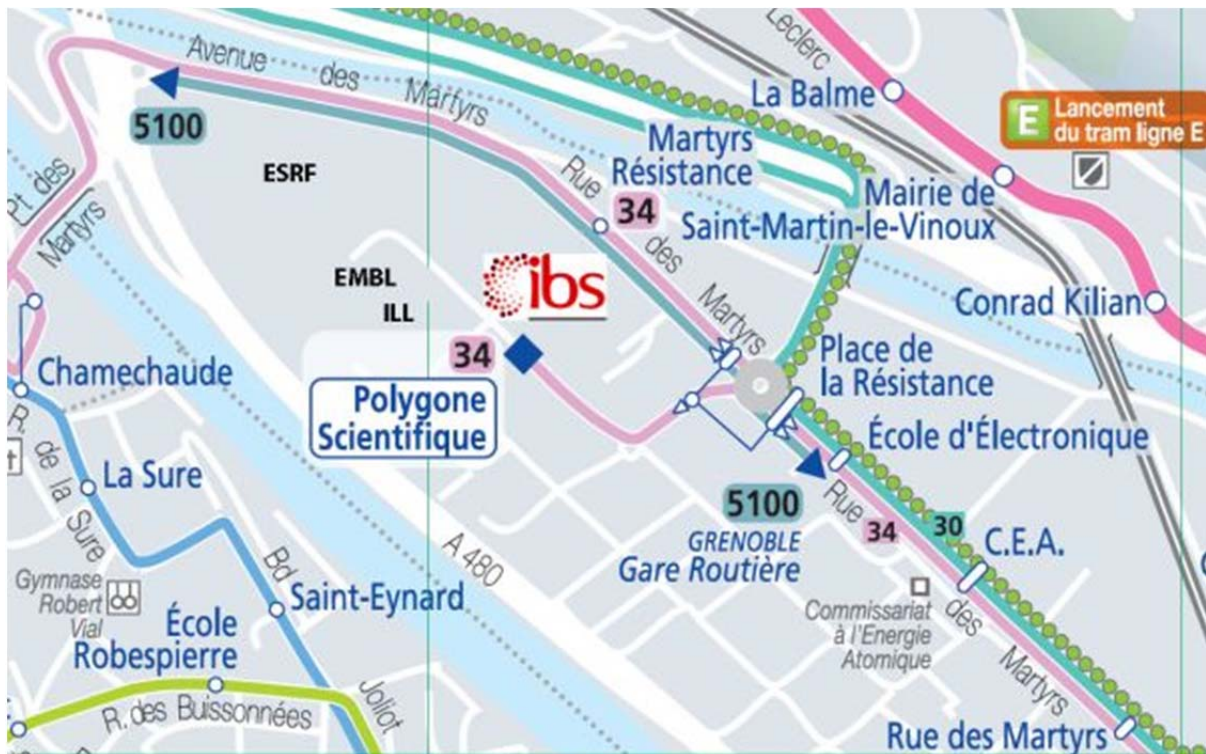 Leclerc
La Balme
E
Lancement
du tram ligne E
Avenue des Martyrs
5100
Martyrs
Résistance
34
ESRF
Pt des
Martyrs
Rue des Martyrs
Mairie de
Saint-Martin-le-Vinoux
EMBL
ibs
ILL
Conrad Kilian
34
Chamechaude
Polygone
Scientifique
Place de
la Résistance
École d'Électronique
R. de la Sure
La Sure
5100
GRENOBLE
Gare Routière
Rue des Martyrs
34
30
C.E.A.
A 480
Gymnase
Robert
Vial
Bd Joliot
Saint-Eynard
École
Robespierre
Commissariat
à l'Energie
Atomique
R. des Buissonnées
Rue des Martyrs